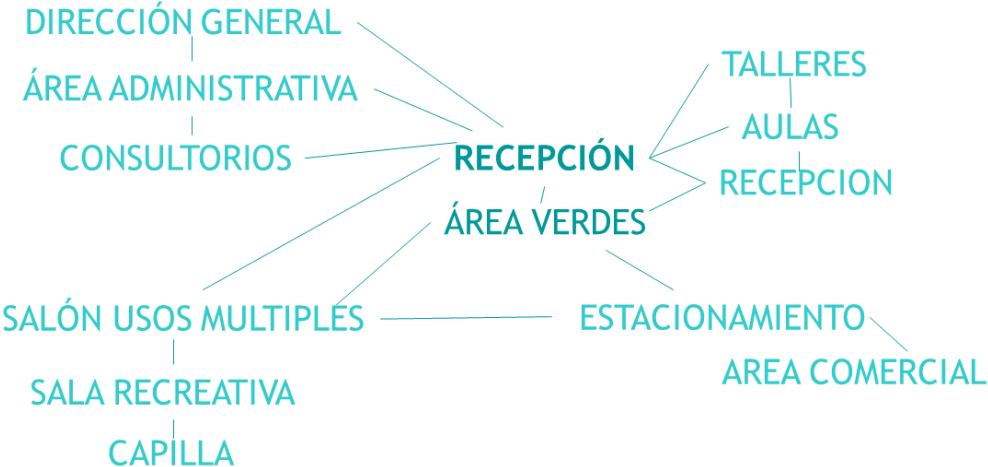 DIRECCIÓN GENERAL
ÁREA ADMINISTRATIVA
CONSULTORIOS
RECEPCIÓN
ÁREA VERDES
TALLERES
AULAS
RECEPCION
SALÓN USOS MULTIPLES
ESTACIONAMIENTO
AREA COMERCIAL
SALA RECREATIVA
CAPILLA